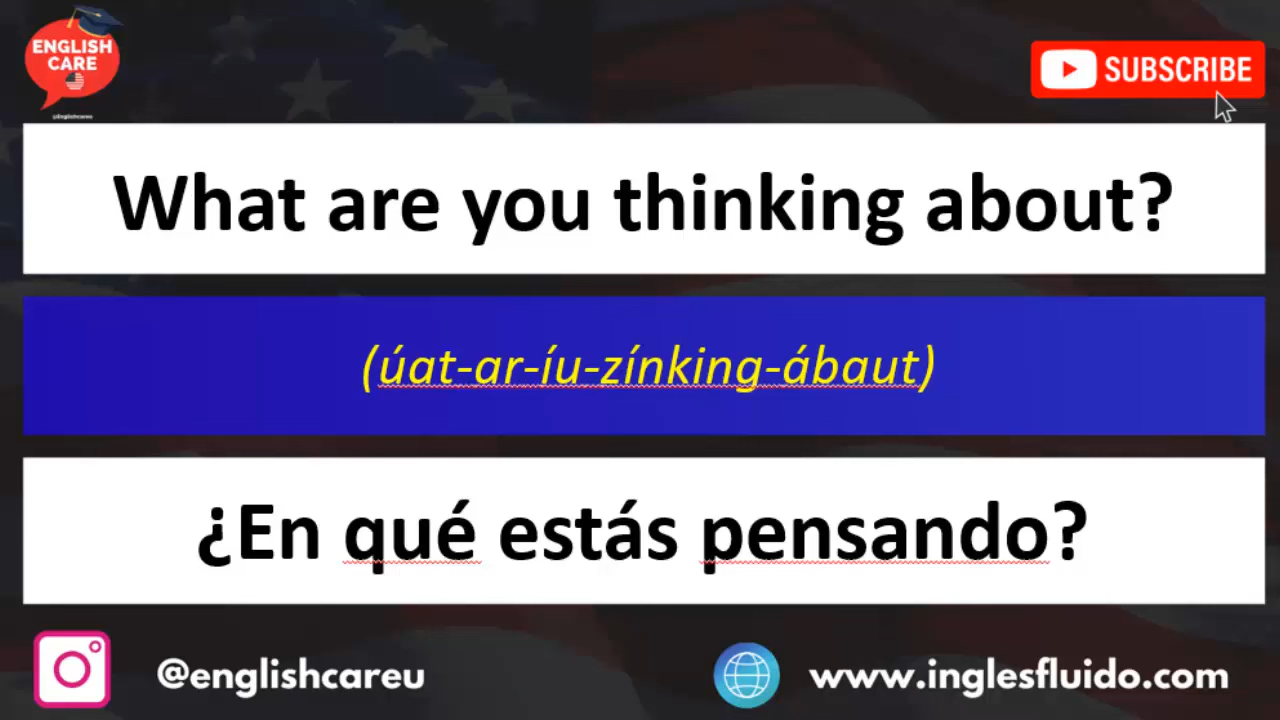 ENGLISH
CARE
@Englishcareu
SUBSCRIBE
What are you thinking about?
(úat-ar-íu-zínking-ábaut)
¿En qué estás pensando?
@englishcareu
www.inglesfluido.com